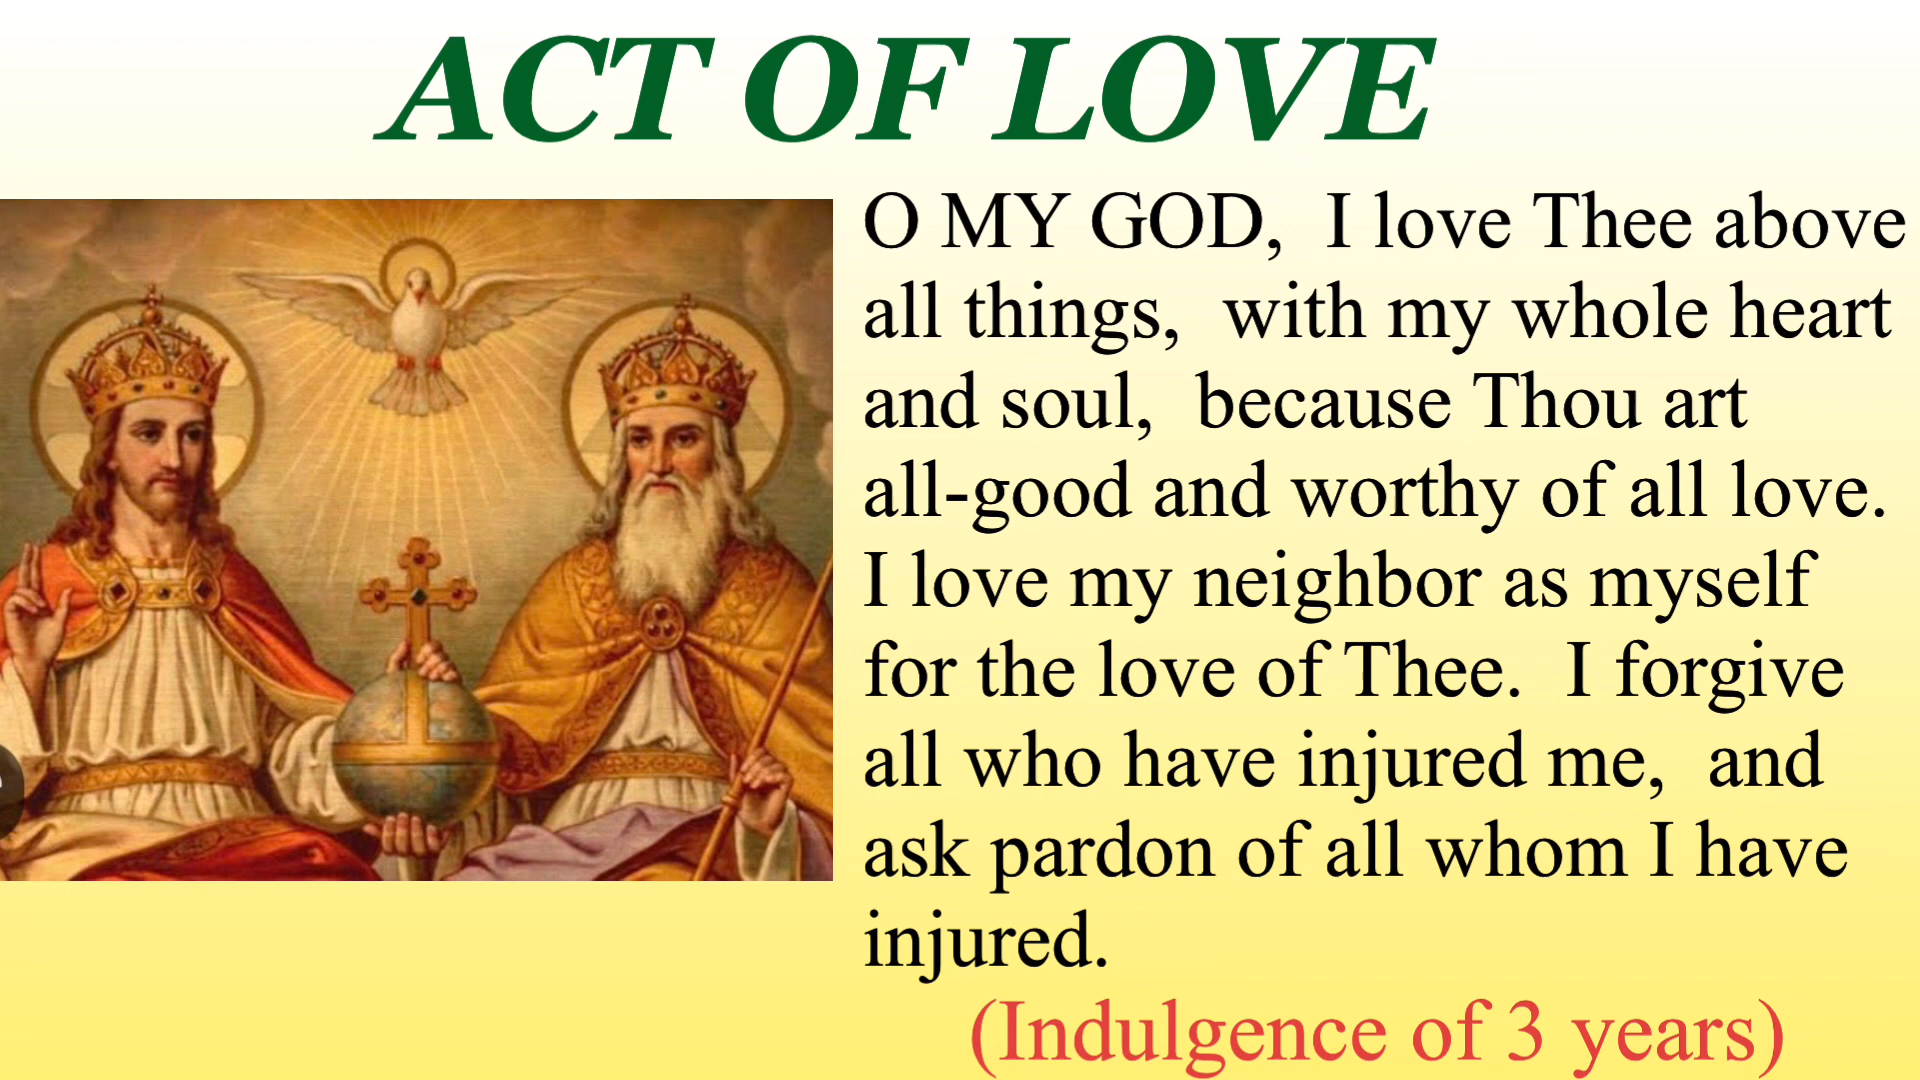 ACT OF LOVE
O MY GOD, I love Thee above
all things, with my whole heart
and soul, because Thou art
all-good and worthy of all love.
I love my neighbor as myself
for the love of Thee. I forgive
all who have injured me, and
ask pardon of all whom I have
injured.
(Indulgence of 3 years)